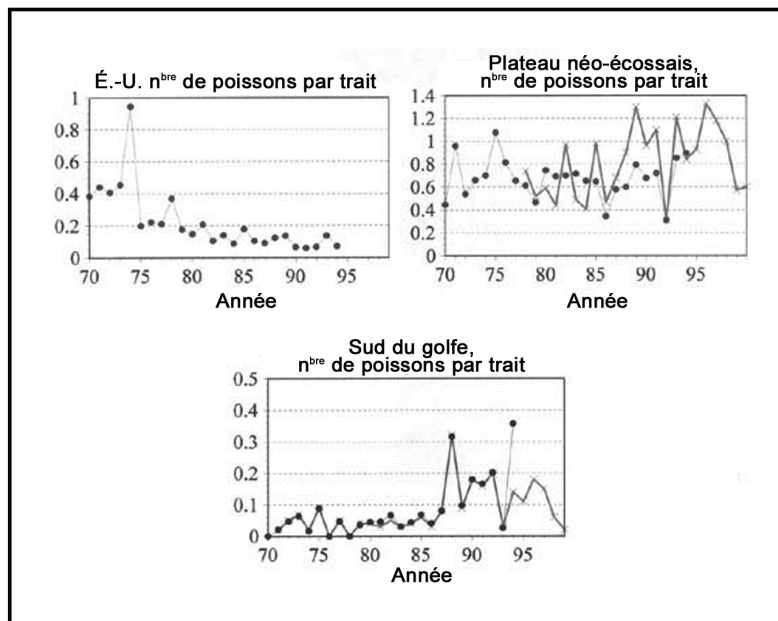 É.-U. nbre de poissons par trait
1
0.8
0.6
0.4
0.2
0
70 75 80 85 90 95
Année
Plateau néo-écossais,
nbre de poissons par trait
1.4
1.2
1
0.8
0.6
0.4
0.2
0
70 75 80 85 90 95
Année
Sud du golfe,
nbre de poissons par trait
0.5
0.4
0.3
0.2
0.1
0
70 75 80 85 90 95
Année